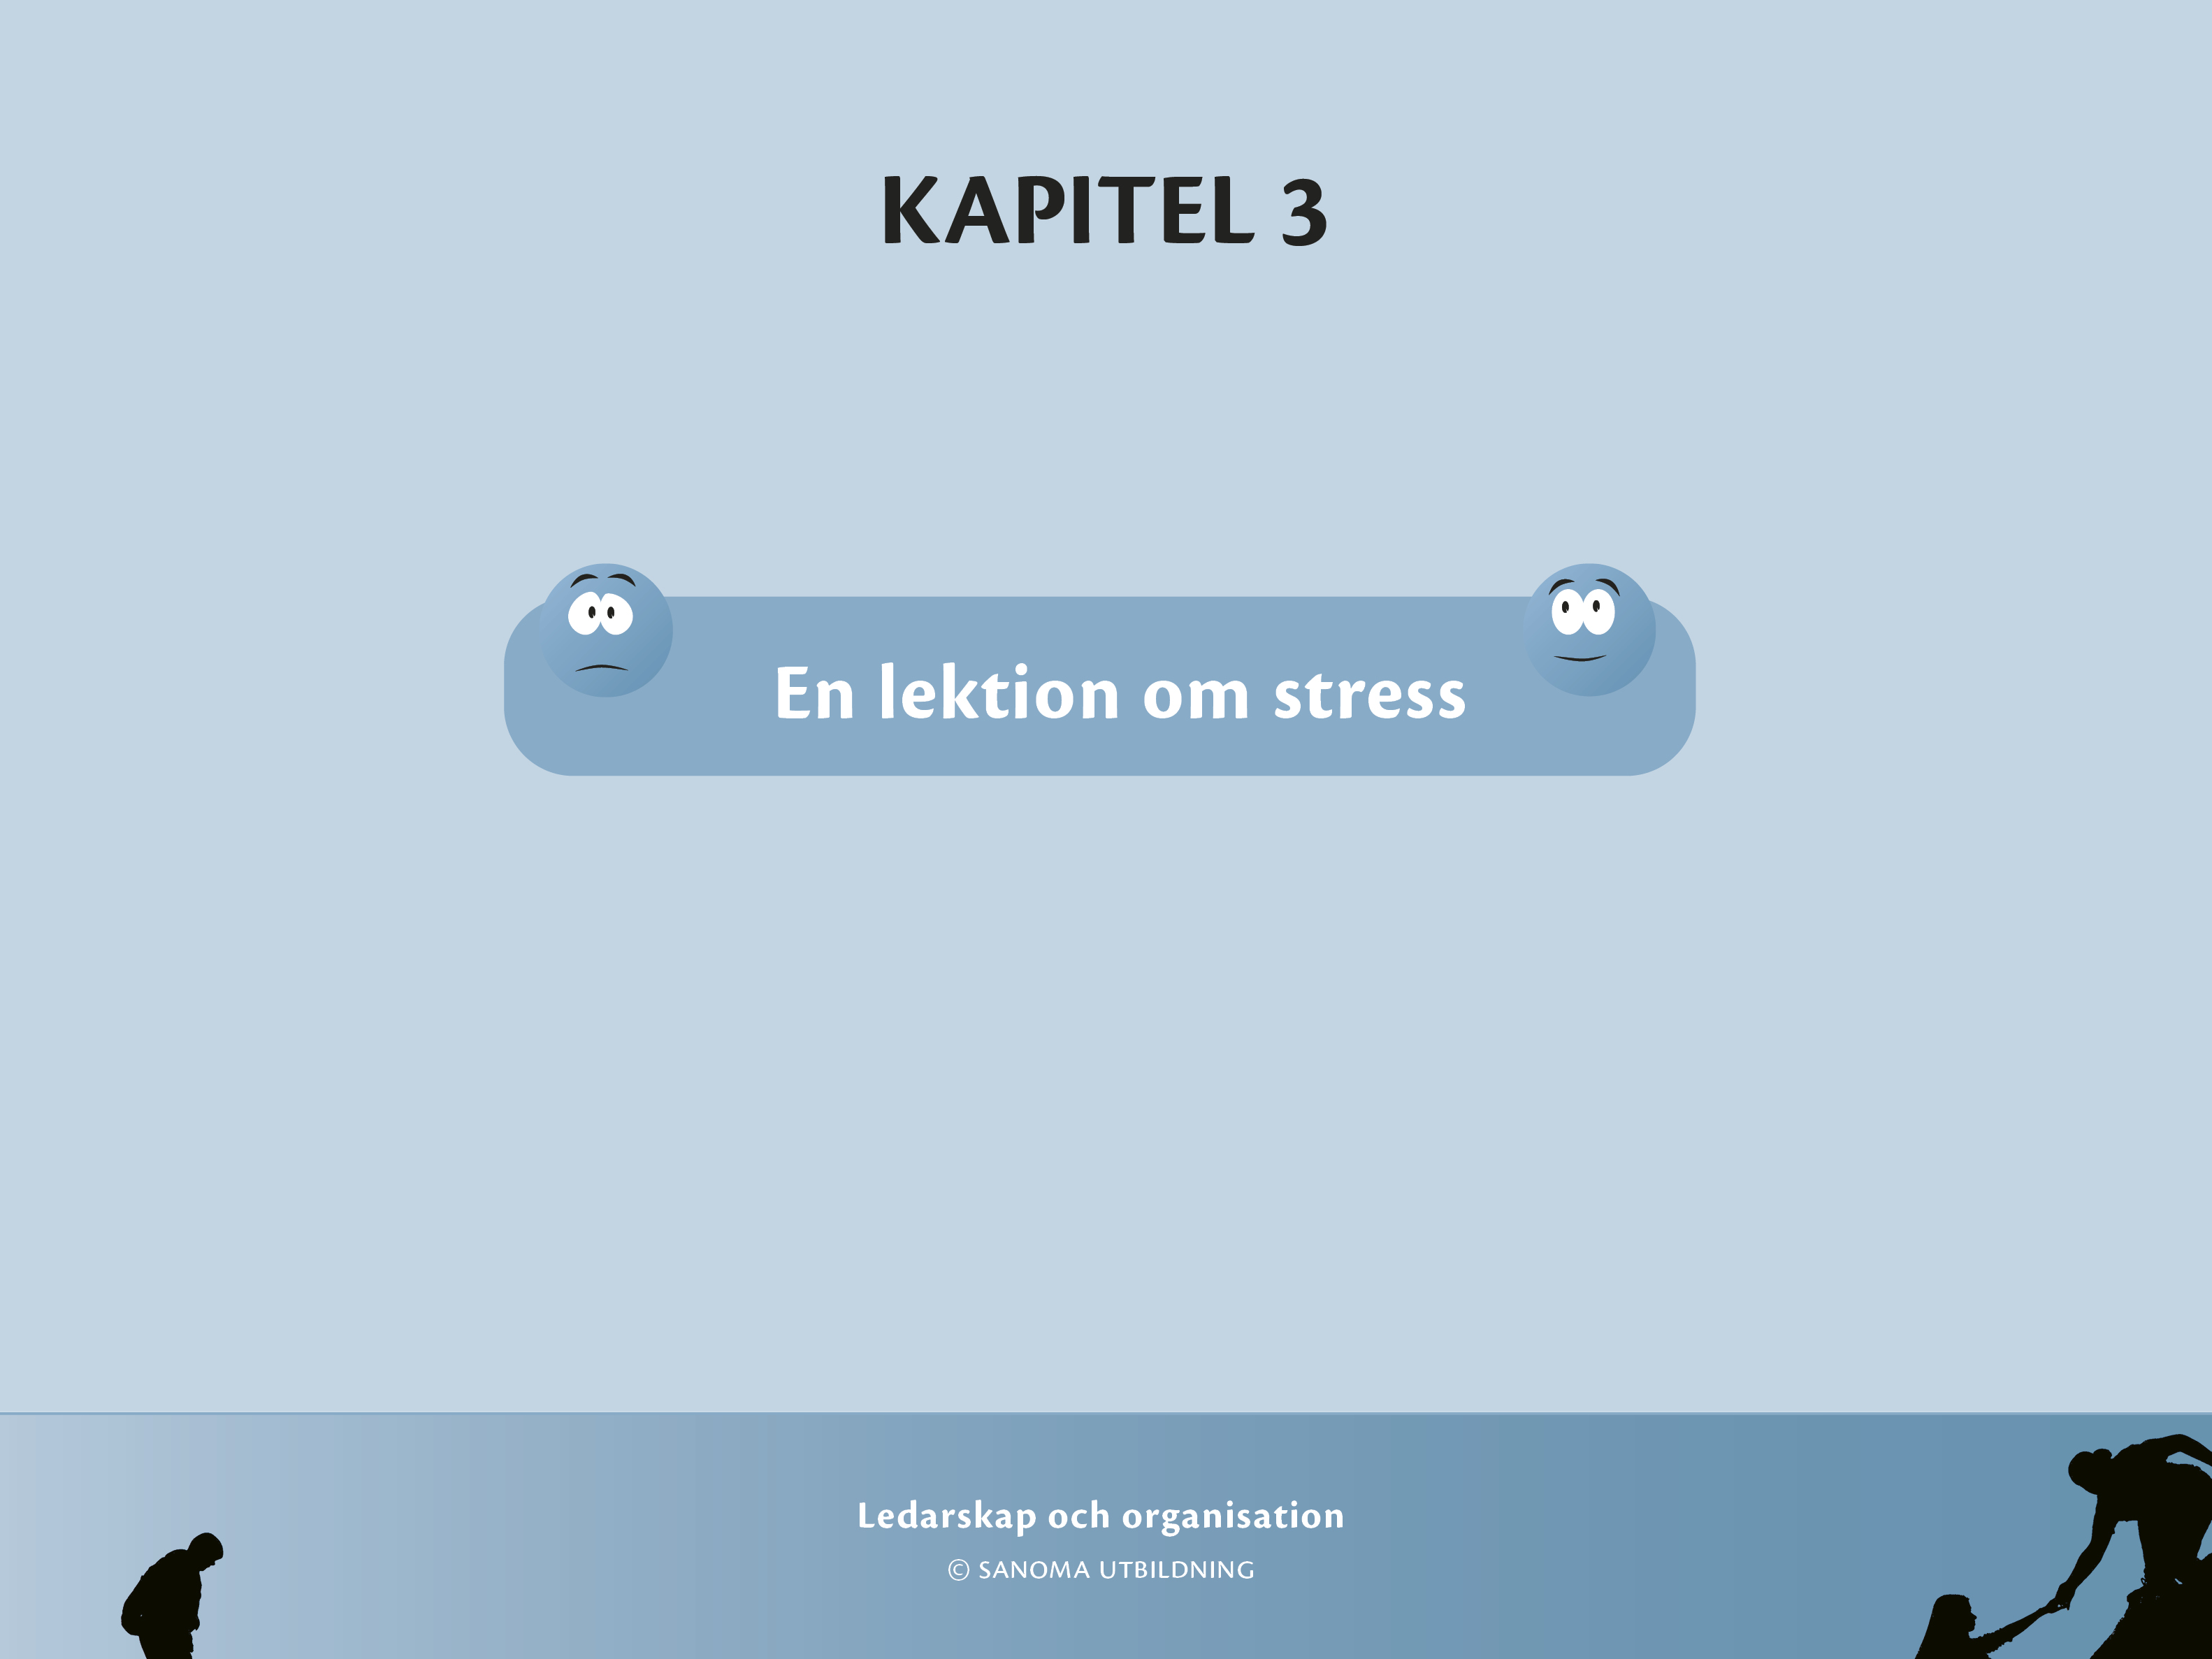 KAPITEL 3
En lektion om stress
Ledarskap och organisation
© SANOMA UTBILDNING